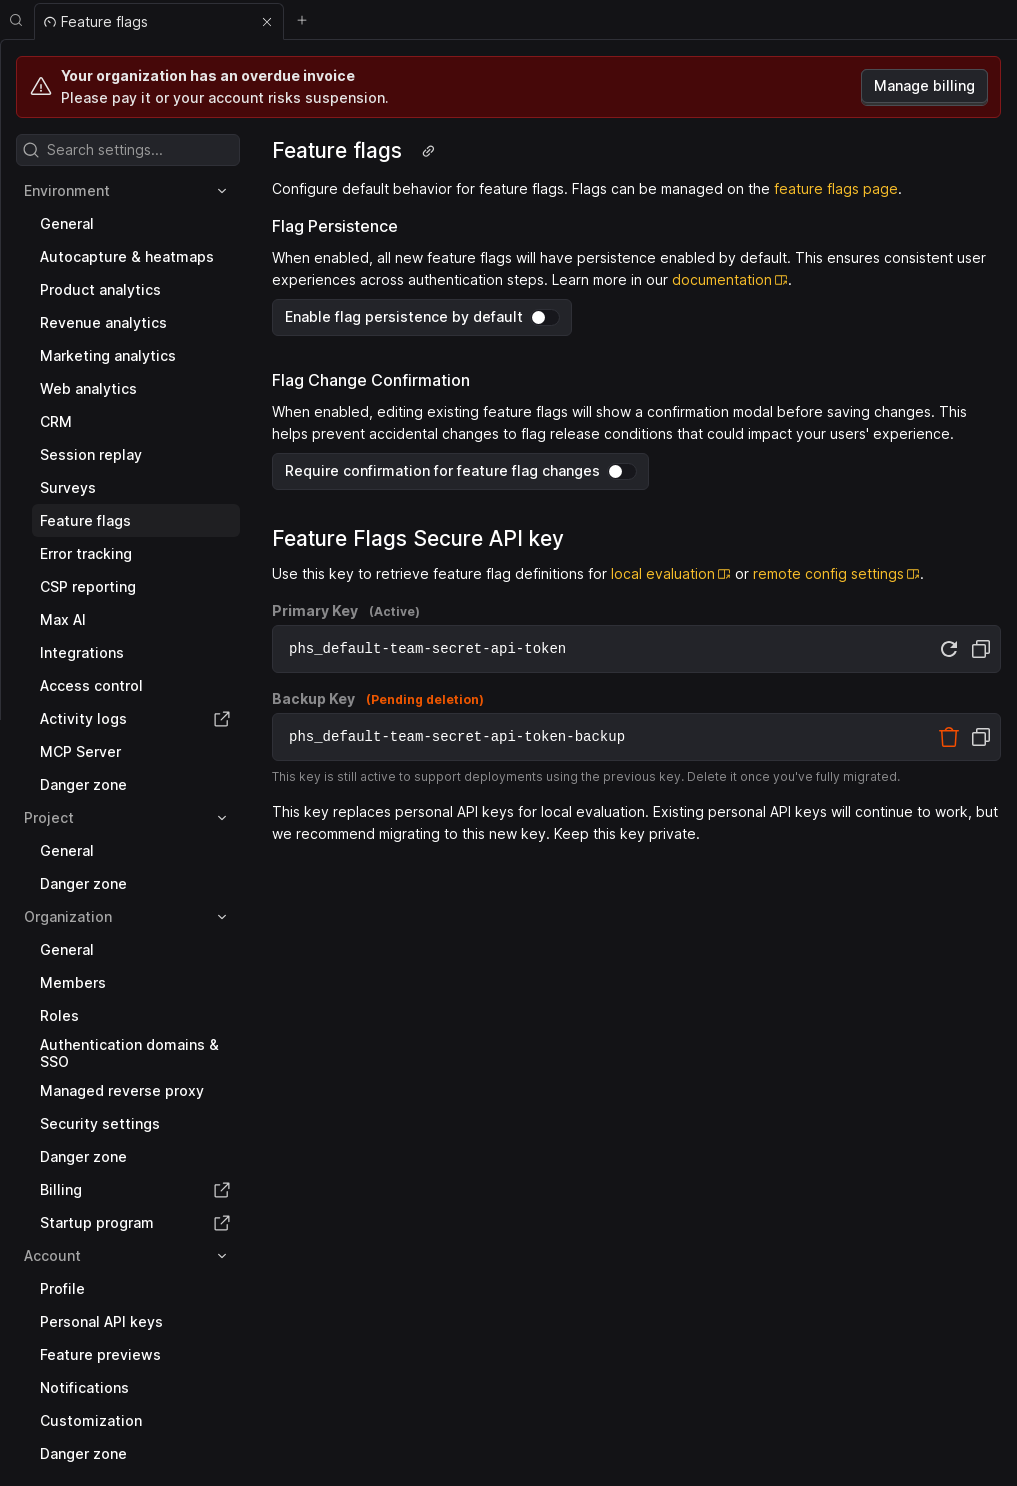 Feature flags
Your organization has an overdue invoice
Please pay it or your account risks suspension.
Manage billing
Search settings...
Environment
General
Autocapture & heatmaps
Product analytics
Revenue analytics
Marketing analytics
Web analytics
CRM
Session replay
Surveys
Feature flags
Error tracking
CSP reporting
Max AI
Integrations
Access control
Activity logs
MCP Server
Danger zone
Project
General
Danger zone
Organization
General
Members
Roles
Authentication domains &
SSO
Managed reverse proxy
Security settings
Danger zone
Billing
Startup program
Account
Profile
Personal API keys
Feature previews
Notifications
Customization
Danger zone
Feature flags
Configure default behavior for feature flags. Flags can be managed on the feature flags page.
Flag Persistence
When enabled, all new feature flags will have persistence enabled by default. This ensures consistent user
experiences across authentication steps. Learn more in our documentation.
Enable flag persistence by default
Flag Change Confirmation
When enabled, editing existing feature flags will show a confirmation modal before saving changes. This
helps prevent accidental changes to flag release conditions that could impact your users' experience.
Require confirmation for feature flag changes
Feature Flags Secure API key
Use this key to retrieve feature flag definitions for local evaluation or remote config settings.
Primary Key (Active)
phs_default-team-secret-api-token
Backup Key (Pending deletion)
phs_default-team-secret-api-token-backup
This key is still active to support deployments using the previous key. Delete it once you've fully migrated.
This key replaces personal API keys for local evaluation. Existing personal API keys will continue to work, but
we recommend migrating to this new key. Keep this key private.